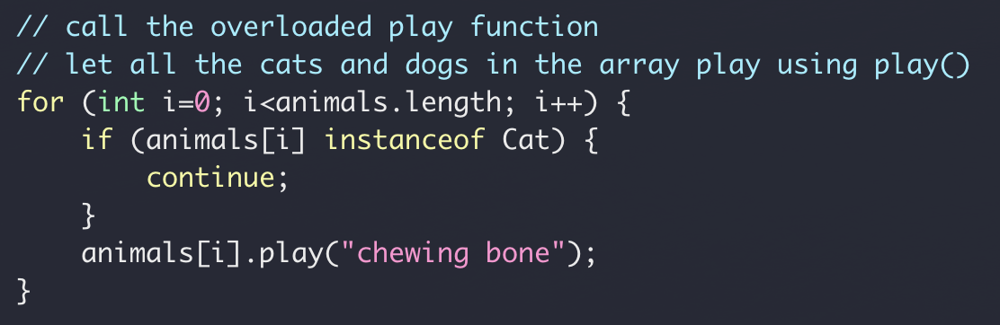 // call the overloaded play function
// let all the cats and dogs in the array play using play()
for (int i=0; i<animals.length; i++) {
    if (animals[i] instanceof Cat) {
        continue;
    }
    animals[i].play("chewing bone");
}